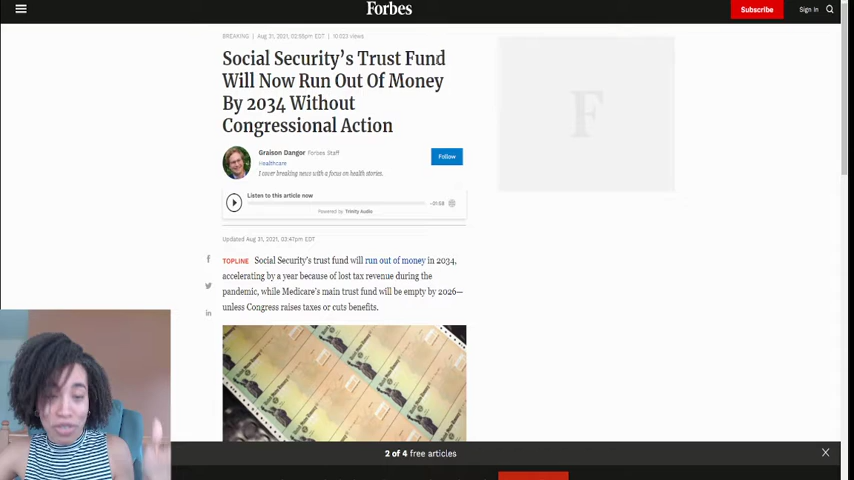 Forbes
Subscribe
Sign In
BREAKING | Aug 31, 2021, 02:55pm EDT | 10,023 views
Social Security's Trust Fund
Will Now Run Out Of Money
By 2034 Without
Congressional Action
Graison Dangor Forbes Staff
Healthcare
I cover breaking news with a focus on health stories.
Follow
Listen to this article now
-01:58
Powered by Trinity Audio
Updated Aug 31, 2021, 03:47pm EDT
TOPLINE Social Security's trust fund will run out of money in 2034,
accelerating by a year because of lost tax revenue during the
pandemic, while Medicare's main trust fund will be empty by 2026—
unless Congress raises taxes or cuts benefits.
F
2 of 4 free articles